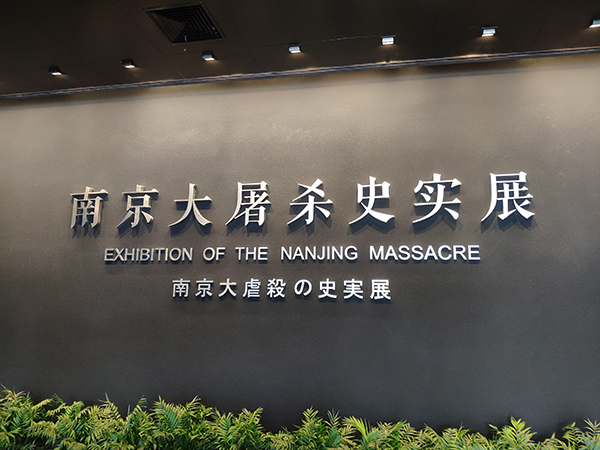 南京大屠杀史实展
EXHIBITION OF THE NANJING MASSACRE
南京大虐殺の史実展